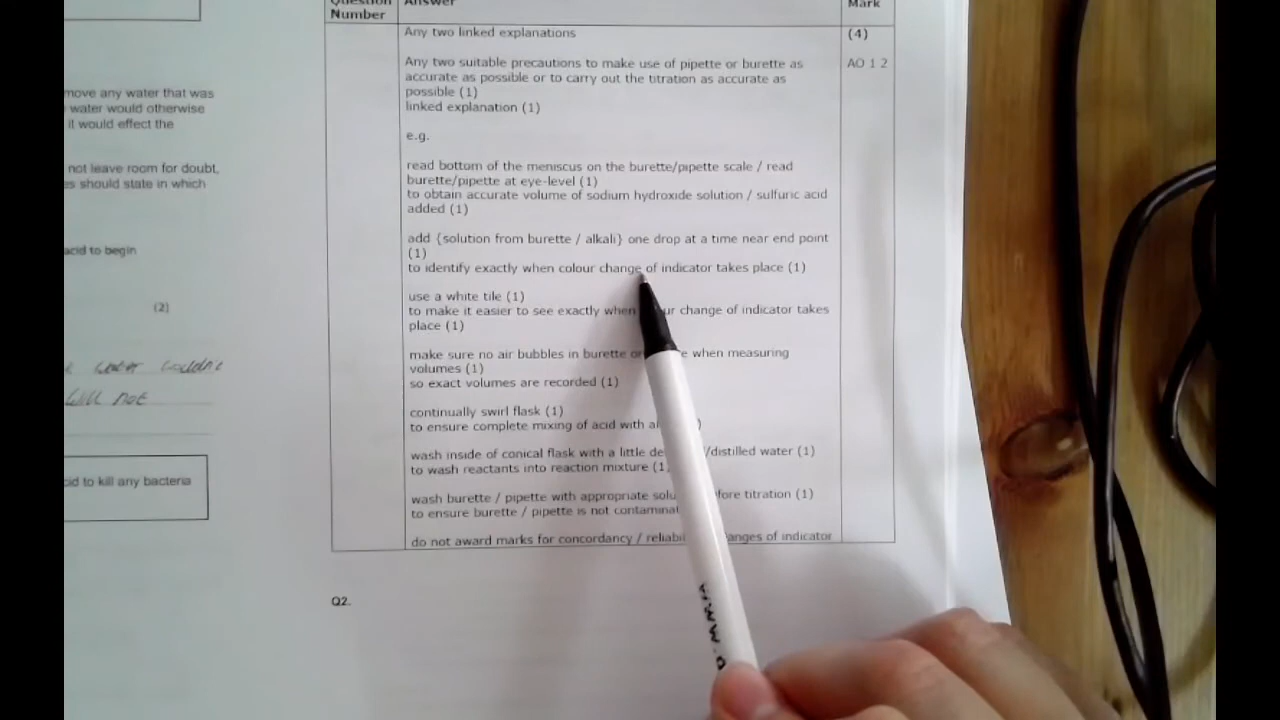 Question
Number
Answer
Mark
Any two linked explanations
(4)
Any two suitable precautions to make use of pipette or burette as
accurate as possible or to carry out the titration as accurate as
possible (1)
linked explanation (1)
AO 1 2
e.g.
read bottom of the meniscus on the burette/pipette scale / read
burette/pipette at eye-level (1)
to obtain accurate volume of sodium hydroxide solution / sulfuric acid
added (1)
add {solution from burette / alkali} one drop at a time near end point
(1)
to identify exactly when colour change of indicator takes place (1)
use a white tile (1)
to make it easier to see exactly when change of indicator takes
place (1)
make sure no air bubbles in burette or when measuring
volumes (1)
so exact volumes are recorded (1)
continually swirl flask (1)
to ensure complete mixing of acid with
wash inside of conical flask with a little /distilled water (1)
to wash reactants into reaction mixture (1
wash burette / pipette with appropriate titration (1)
to ensure burette / pipette is not
do not award marks for concordancy / of indicator
Q2.
move any water that was
water would otherwise
it would effect the
not leave room for doubt,
es should state in which
acid to begin
(2)
water couldn't
will not
to kill any bacteria